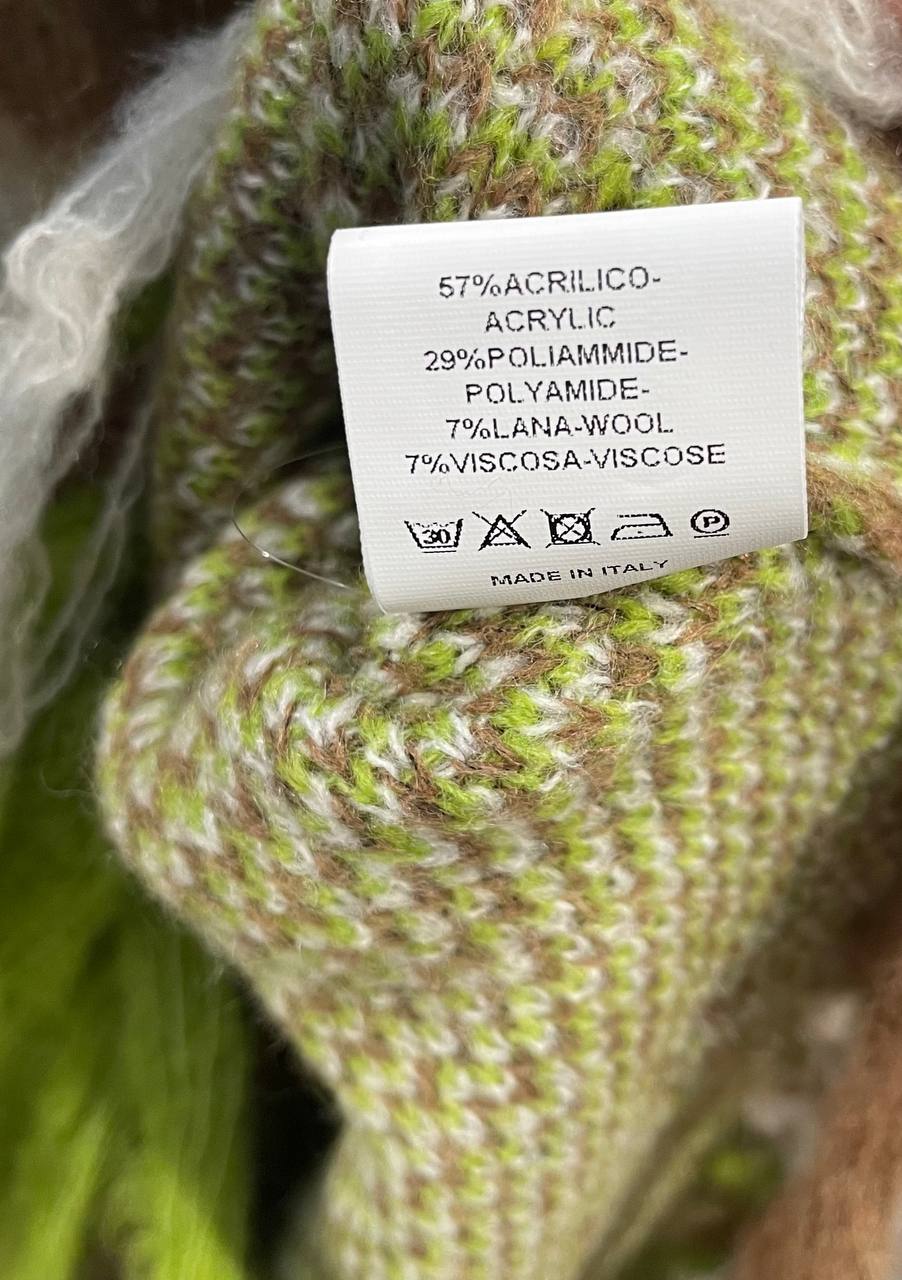 57%ACRILICO-
ACRYLIC
29%POLIAMMIDE-
POLYAMIDE-
7%LANA-WOOL
7%VISCOSA-VISCOSE
30 P
MADE IN ITALY